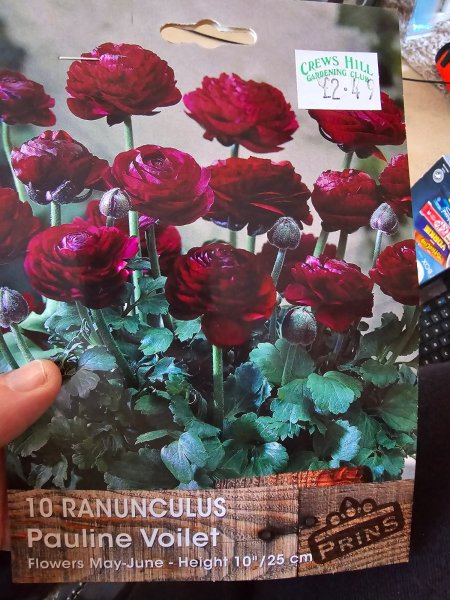 CREWS HILL
GARDENING CLUB
£2.49
10 RANUNCULUS
Pauline Voilet
Flowers May-June - Height 10"/25 cm
PRINS